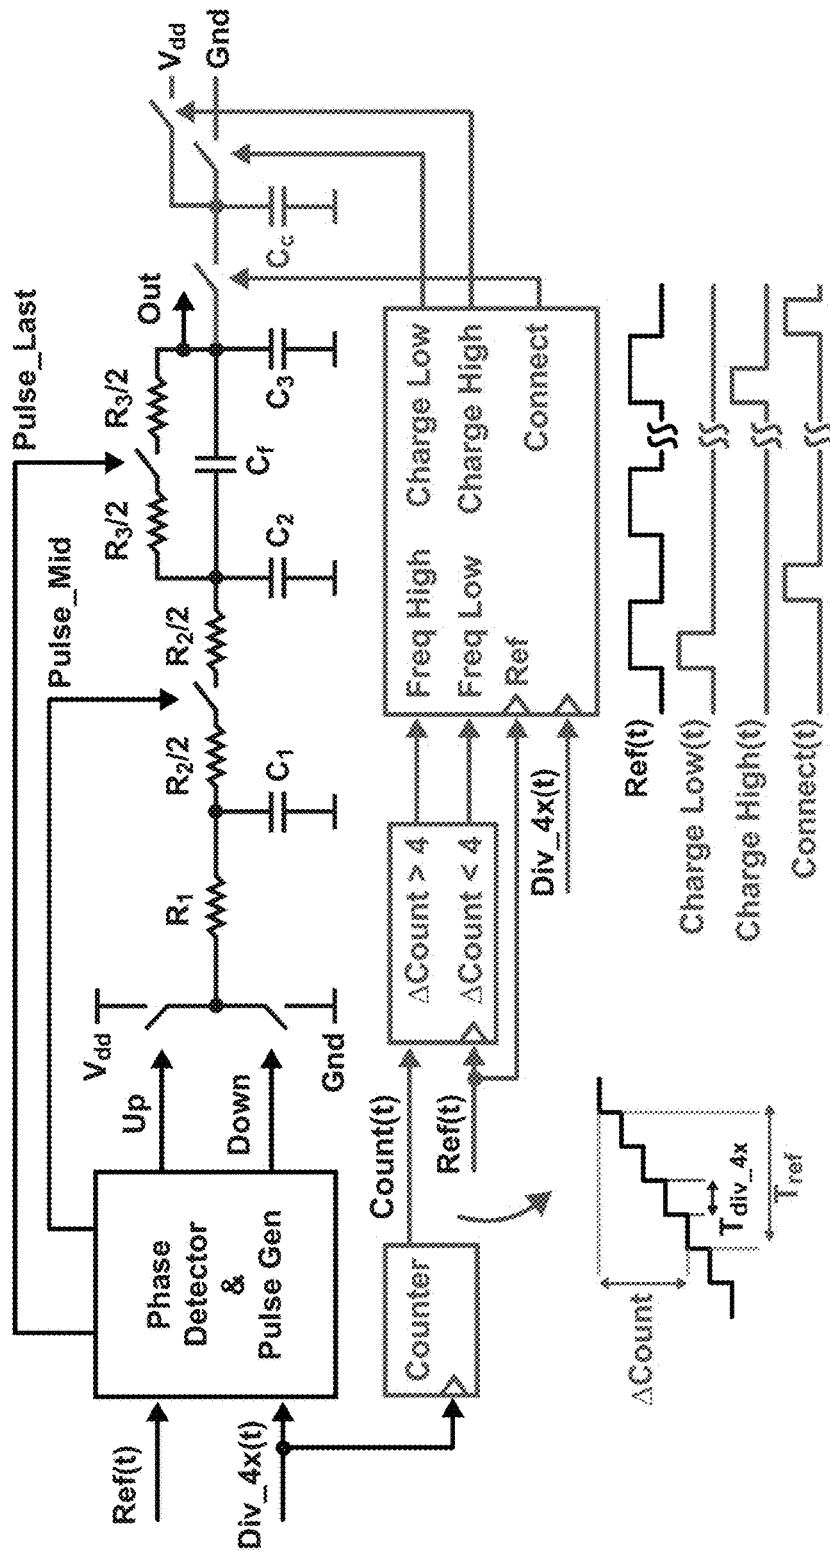 Pulse_Last
Pulse_Mid
Ref(t)
Div_4x(t)
Phase
Detector
&
Pulse Gen
Up
Down
Vdd
Gnd
R1
C1
R2/2
R2/2
C2
R3/2
R3/2
Cf
C3
Out
Cc
Vdd
Gnd
Counter
Count(t)
Ref(t)
ΔCount > 4
ΔCount < 4
Div_4x(t)
Freq High
Freq Low
Ref
Charge Low
Charge High
Connect
ΔCount
Tdiv_4x
Tref
Ref(t)
Charge Low(t)
Charge High(t)
Connect(t)